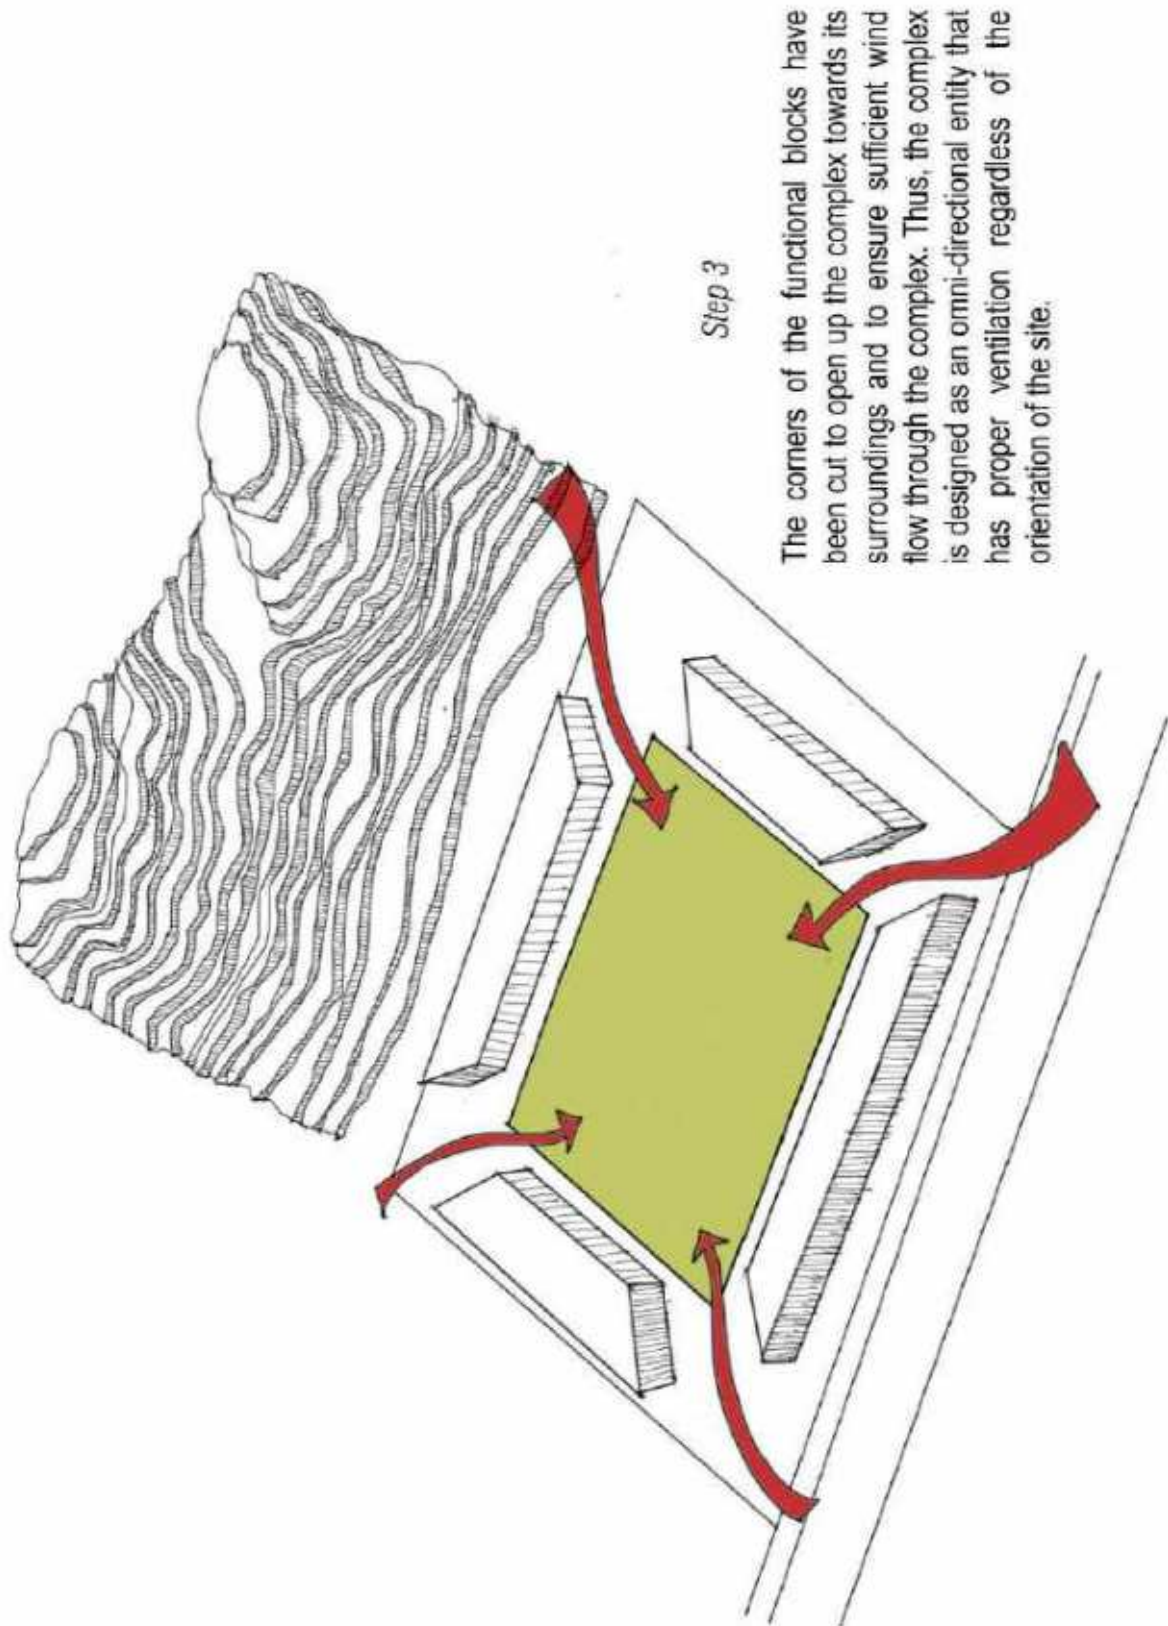 Step 3
The corners of the functional blocks have
been cut to open up the complex towards its
surroundings and to ensure sufficient wind
flow through the complex. Thus, the complex
is designed as an omni-directional entity that
has proper ventilation regardless of the
orientation of the site.